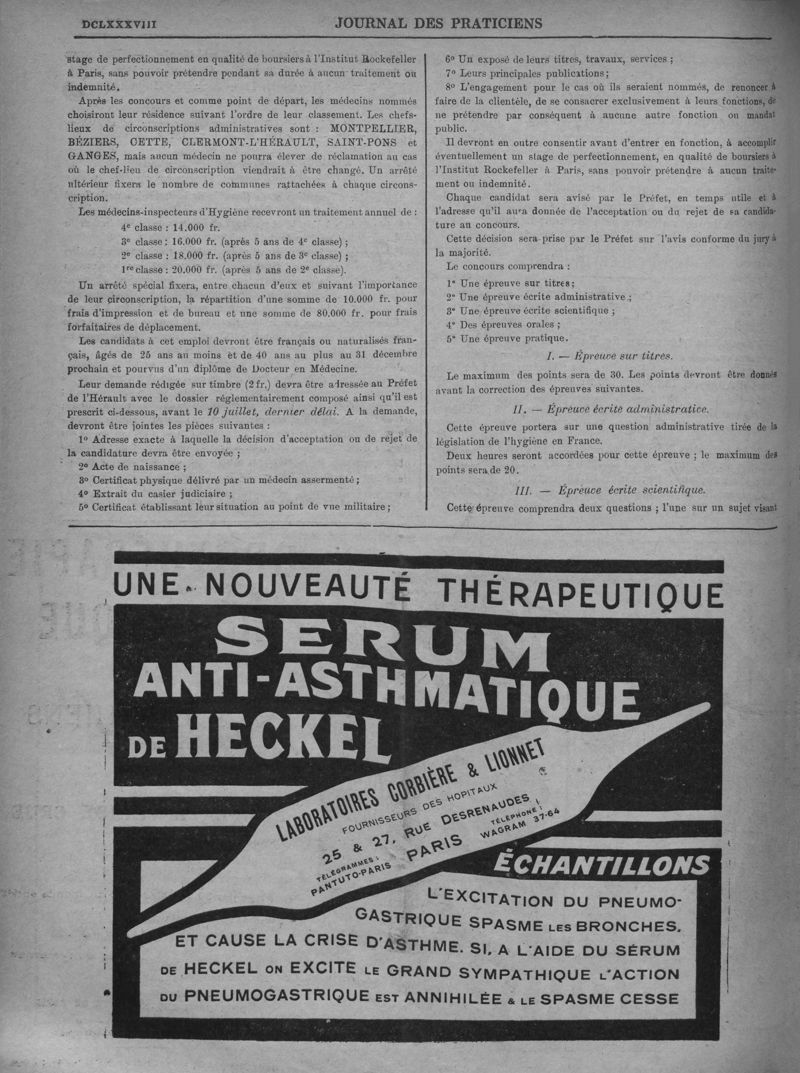 DCLXXXVIII
JOURNAL DES PRATICIENS
stage de perfectionnement en qualité de boursiers à l'Institut Rockefeller
à Paris, sans pouvoir prétendre pendant sa durée à aucun traitement ou
indemnité.
Après les concours et comme point de départ, les médecins nommés
choisiront leur résidence suivant l'ordre de leur classement. Les chefs-
lieux de circonscriptions administratives sont : MONTPELLIER,
BÉZIERS, CETTE, CLERMONT-L'HÉRAULT, SAINT-PONS et
GANGES, mais aucun médecin ne pourra élever de réclamation au cas
où le chef-lieu de circonscription viendrait à être changé. Un arrêté
ultérieur fixera le nombre de communes rattachées à chaque circons-
cription.
Les médecins-inspecteurs d'Hygiène recevront un traitement annuel de :
4e classe : 14.000 fr.
3e classe : 16.000 fr. (après 5 ans de 4e classe) ;
2e classe : 18.000 fr. (après 5 ans de 3e classe) ;
1re classe : 20.000 fr. (après 5 ans de 2e classe).
Un arrêté spécial fixera, entre chacun d'eux et suivant l'importance
de leur circonscription, la répartition d'une somme de 10.000 fr. pour
frais d'impression et de bureau et une somme de 80.000 fr. pour frais
forfaitaires de déplacement.
Les candidats à cet emploi devront être français ou naturalisés fran-
çais, âgés de 25 ans au moins et de 40 ans au plus au 31 décembre
prochain et pourvus d'un diplôme de Docteur en Médecine.
Leur demande rédigée sur timbre (2 fr.) devra être adressée au Préfet
de l'Hérault avec le dossier réglementairement composé ainsi qu'il est
prescrit ci-dessous, avant le 10 juillet, dernier délai. A la demande,
devront être jointes les pièces suivantes :
1o Adresse exacte à laquelle la décision d'acceptation ou de rejet de
la candidature devra être envoyée ;
2o Acte de naissance ;
3o Certificat physique délivré par un médecin assermenté ;
4o Extrait du casier judiciaire ;
5o Certificat établissant leur situation au point de vue militaire ;
6o Un exposé de leurs titres, travaux, services ;
7o Leurs principales publications ;
8o L'engagement pour le cas où ils seraient nommés, de renoncer à
faire de la clientèle, de se consacrer exclusivement à leurs fonctions, de
ne prétendre par conséquent à aucune autre fonction ou mandat
public.
Il devront en outre consentir avant d'entrer en fonction, à accomplir
éventuellement un stage de perfectionnement, en qualité de boursiers à
l'Institut Rockefeller à Paris, sans pouvoir prétendre à aucun traite-
ment ou indemnité.
Chaque candidat sera avisé par le Préfet, en temps utile et à
l'adresse qu'il aura donnée de l'acceptation ou du rejet de sa candida-
ture au concours.
Cette décision sera prise par le Préfet sur l'avis conforme du jury à
la majorité.
Le concours comprendra :
1o Une épreuve sur titres ;
2o Une épreuve écrite administrative ;
3o Une épreuve écrite scientifique ;
4o Des épreuves orales ;
5o Une épreuve pratique.
I. — Épreuve sur titres.
Le maximum des points sera de 30. Les points devront être donnés
avant la correction des épreuves suivantes.
II. — Épreuve écrite administratice.
Cette épreuve portera sur une question administrative tirée de la
législation de l'hygiène en France.
Deux heures seront accordées pour cette épreuve ; le maximum des
points sera de 20.
III. — Épreuve écrite scientifique.
Cette épreuve comprendra deux questions ; l'une sur un sujet visant
UNE NOUVEAUTÉ THÉRAPEUTIQUE
SERUM
ANTI-ASTHMATIQUE
DE HECKEL
LABORATOIRES CORBIÈRE & LIONNET
FOURNISSEURS DES HOPITAUX
25 & 27, RUE DESRENAUDES,
TÉLÉGRAMMES : PANTUTO-PARIS
PARIS
TÉLÉPHONE : WAGRAM 37-64
ÉCHANTILLONS
L'EXCITATION DU PNEUMO-
GASTRIQUE SPASME LES BRONCHES,
ET CAUSE LA CRISE D'ASTHME. SI, A L'AIDE DU SÉRUM
DE HECKEL ON EXCITE LE GRAND SYMPATHIQUE L'ACTION
DU PNEUMOGASTRIQUE EST ANNIHILÉE & LE SPASME CESSE